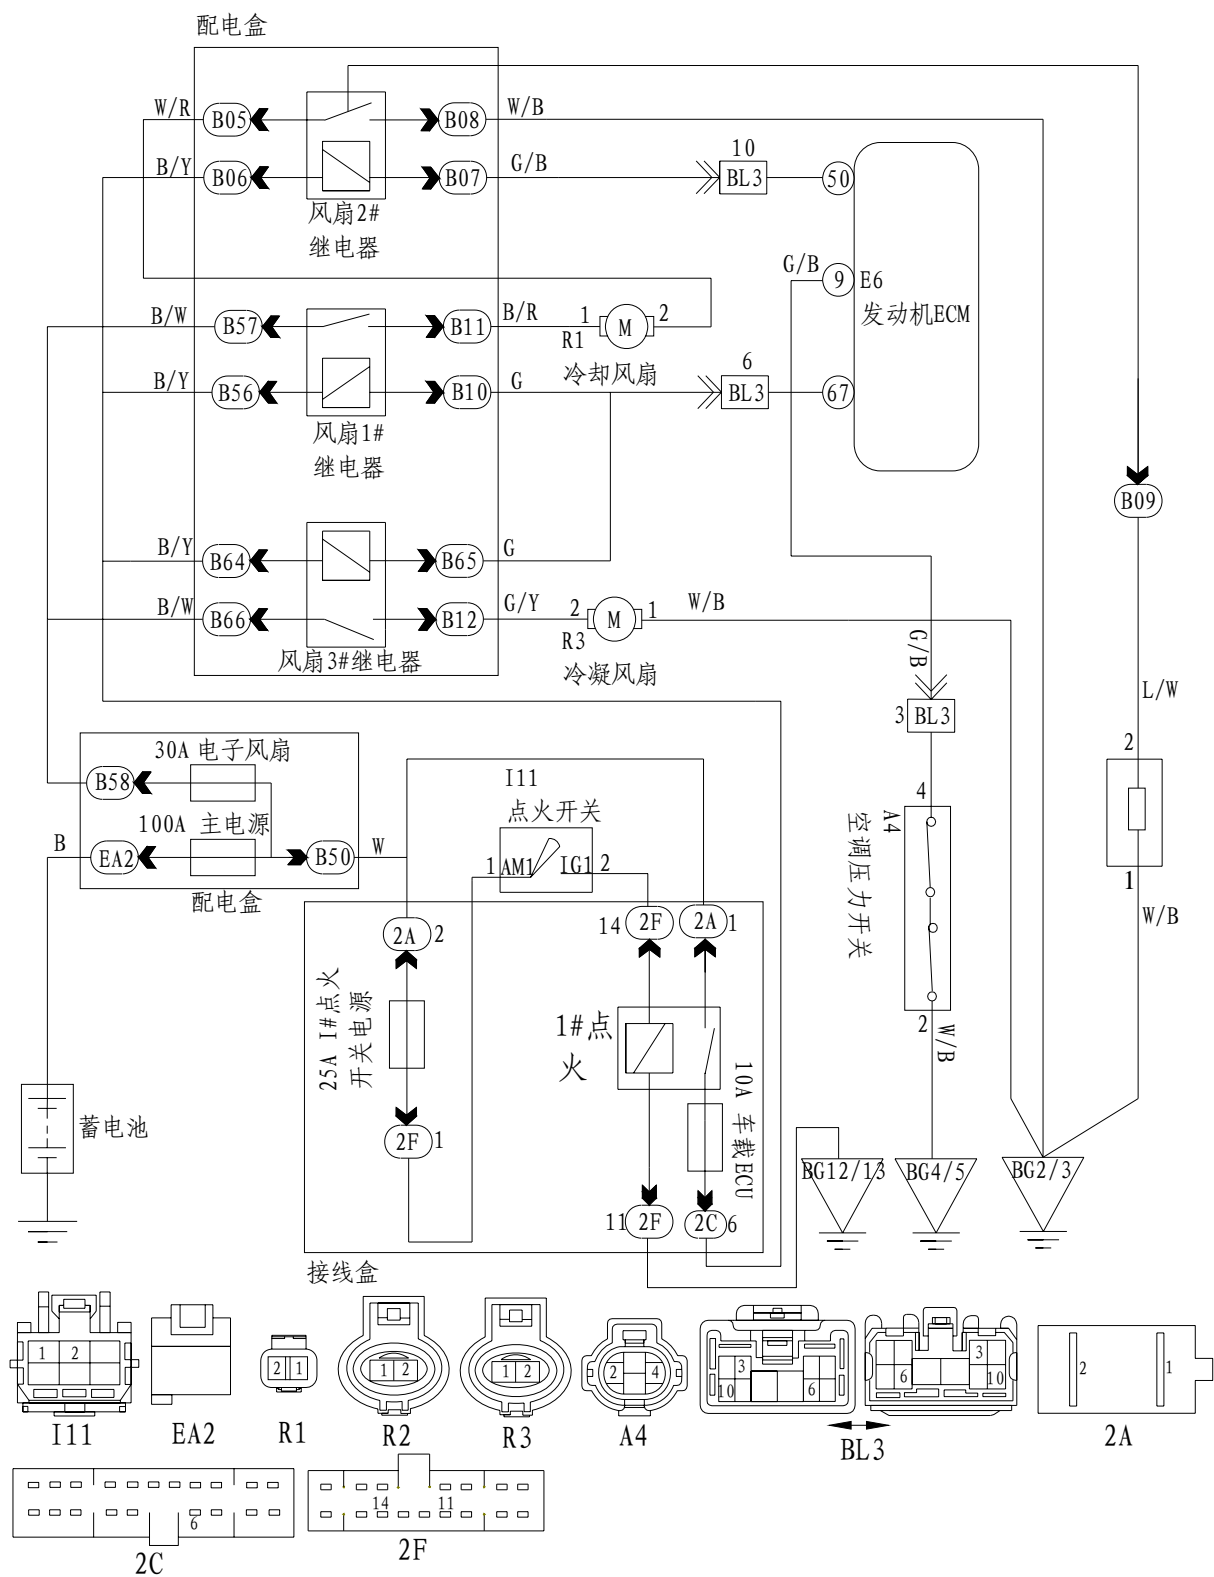 配电盒
W/R
B05
B08
W/B
B/Y
B06
B07
G/B
10
BL3
50
风扇2#
继电器
G/B
9
E6
发动机ECM
B/W
B57
B11
B/R
1
M
2
R1
冷却风扇
B/Y
B56
B10
G
6
BL3
67
风扇1#
继电器
B09
B/Y
B64
B65
G
B/W
B66
B12
G/Y
2
M
1
W/B
R3
冷凝风扇
风扇3#继电器
G/B
3
BL3
L/W
2
30A 电子风扇
B58
100A 主电源
B
EA2
B50
W
配电盒
I11
点火开关
1
AM1
IG1
2
4
A4
空调压力开关
1
W/B
2A
2
14
2F
2A
1
25A I#点火
开关电源
1#点
火
2
W/B
10A 车载ECU
蓄电池
2F
1
11
2F
2C
6
BG12/13
BG4/5
BG2/3
接线盒
1
2
I11
EA2
2
1
R1
1
2
R2
1
2
R3
2
4
A4
3
10
6
3
6
10
BL3
2
1
2A
6
2C
14
11
2F